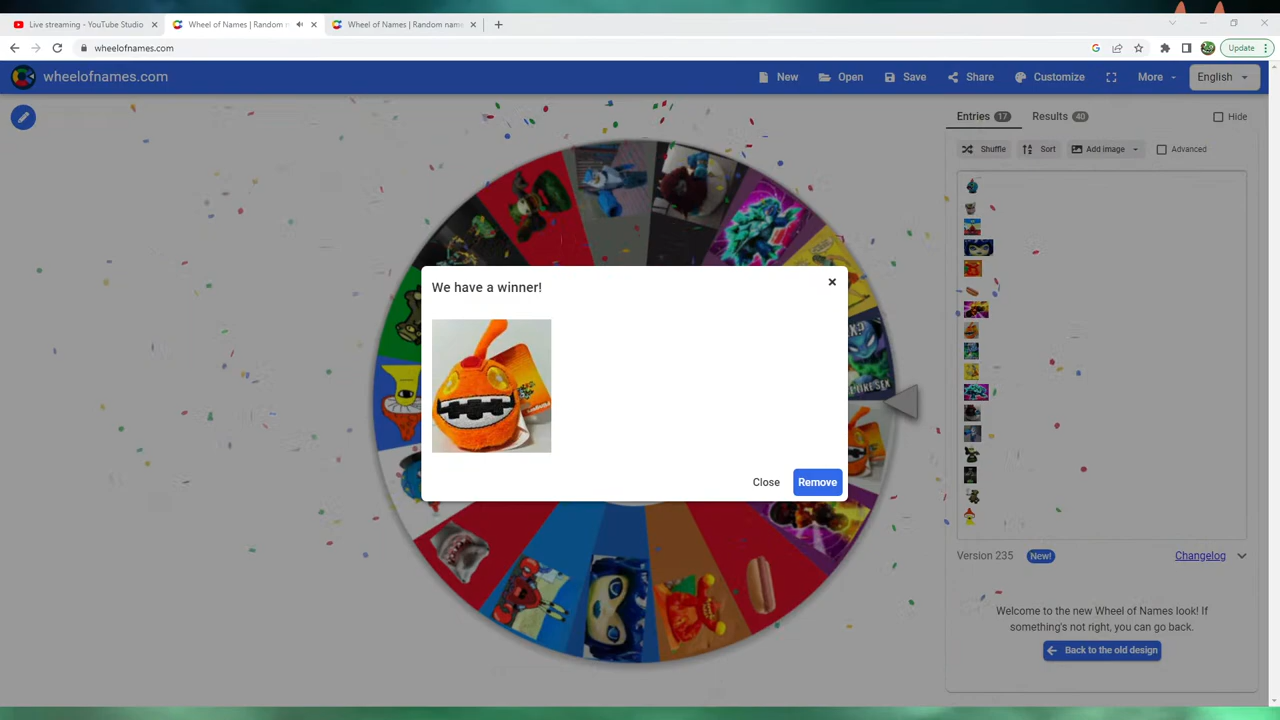 Live streaming - YouTube Studio
Wheel of Names | Random n
Wheel of Names | Random name
wheelofnames.com
Update
wheelofnames.com
New
Open
Save
Share
Customize
More
English
Entries 17
Results 40
Hide
Shuffle
Sort
Add image
Advanced
We have a winner!
Close
Remove
Version 235
New!
Changelog
Welcome to the new Wheel of Names look! If
something's not right, you can go back.
Back to the old design